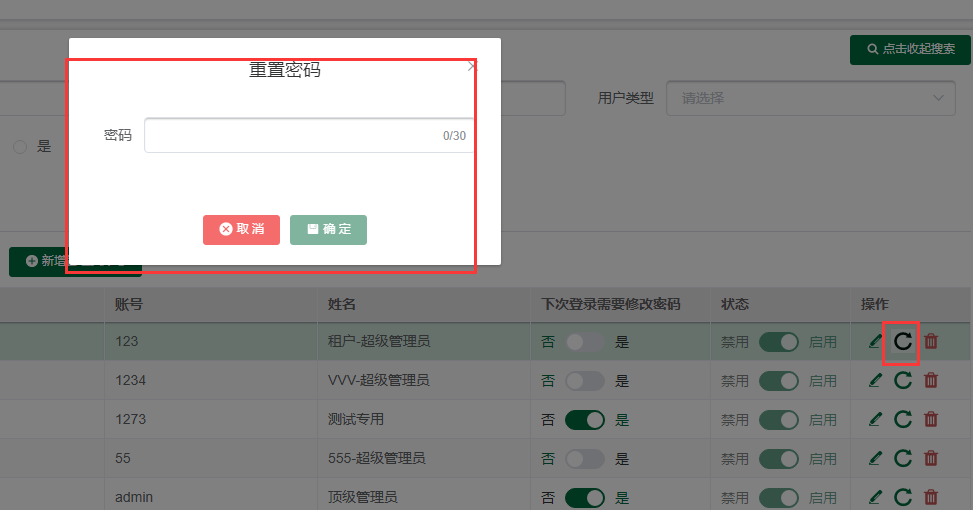 点击收起搜索
重置密码
用户类型 请选择
密码 0/30
是
取消 确定
新增
账号 姓名 下次登录需要修改密码 状态 操作
123 租户-超级管理员 否 是 禁用 启用
1234 VVV-超级管理员 否 是 禁用 启用
1273 测试专用 否 是 禁用 启用
55 555-超级管理员 否 是 禁用 启用
admin 顶级管理员 否 是 禁用 启用